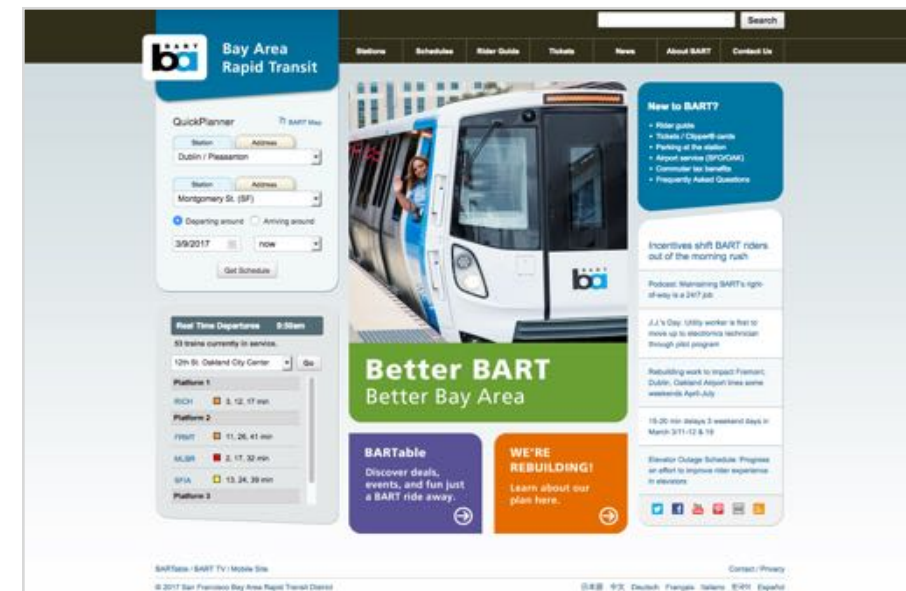 Search
BART
ba
Bay Area
Rapid Transit
Stations
Schedules
Rider Guide
Tickets
News
About BART
Contact Us
QuickPlanner
BART Map
Station
Address
Dublin / Pleasanton
Station
Address
Montgomery St. (SF)
Departing around
Arriving around
3/9/2017
now
Get Schedule
Real Time Departures 9:50am
53 trains currently in service.
12th St. Oakland City Center
Go
Platform 1
RICH 3, 12, 17 min
Platform 2
FRMT 11, 26, 41 min
MLBR 2, 17, 32 min
SFIA 13, 24, 39 min
Platform 3
BART
ba
Better BART
Better Bay Area
BARTable
Discover deals,
events, and fun just
a BART ride away.
WE'RE
REBUILDING!
Learn about our
plan here.
New to BART?
• Rider guide
• Tickets / Clipper® cards
• Parking at the station
• Airport service (SFO/OAK)
• Commuter tax benefits
• Frequently Asked Questions
Incentives shift BART riders
out of the morning rush
Podcast: Maintaining BART's right-
of-way is a 24/7 job
J.J.'s Day: Utility worker is first to
move up to electronics technician
through pilot program
Rebuilding work to impact Fremont,
Dublin, Oakland Airport lines some
weekends April-July
15-20 min delays 3 weekend days in
March 3/11-12 & 19
Elevator Outage Schedule: Progress
on effort to improve rider experience
in elevators
BARTable / BART TV / Mobile Site
Contact / Privacy
© 2017 San Francisco Bay Area Rapid Transit District
日本語 中文 Deutsch Français Italiano 한국어 Español